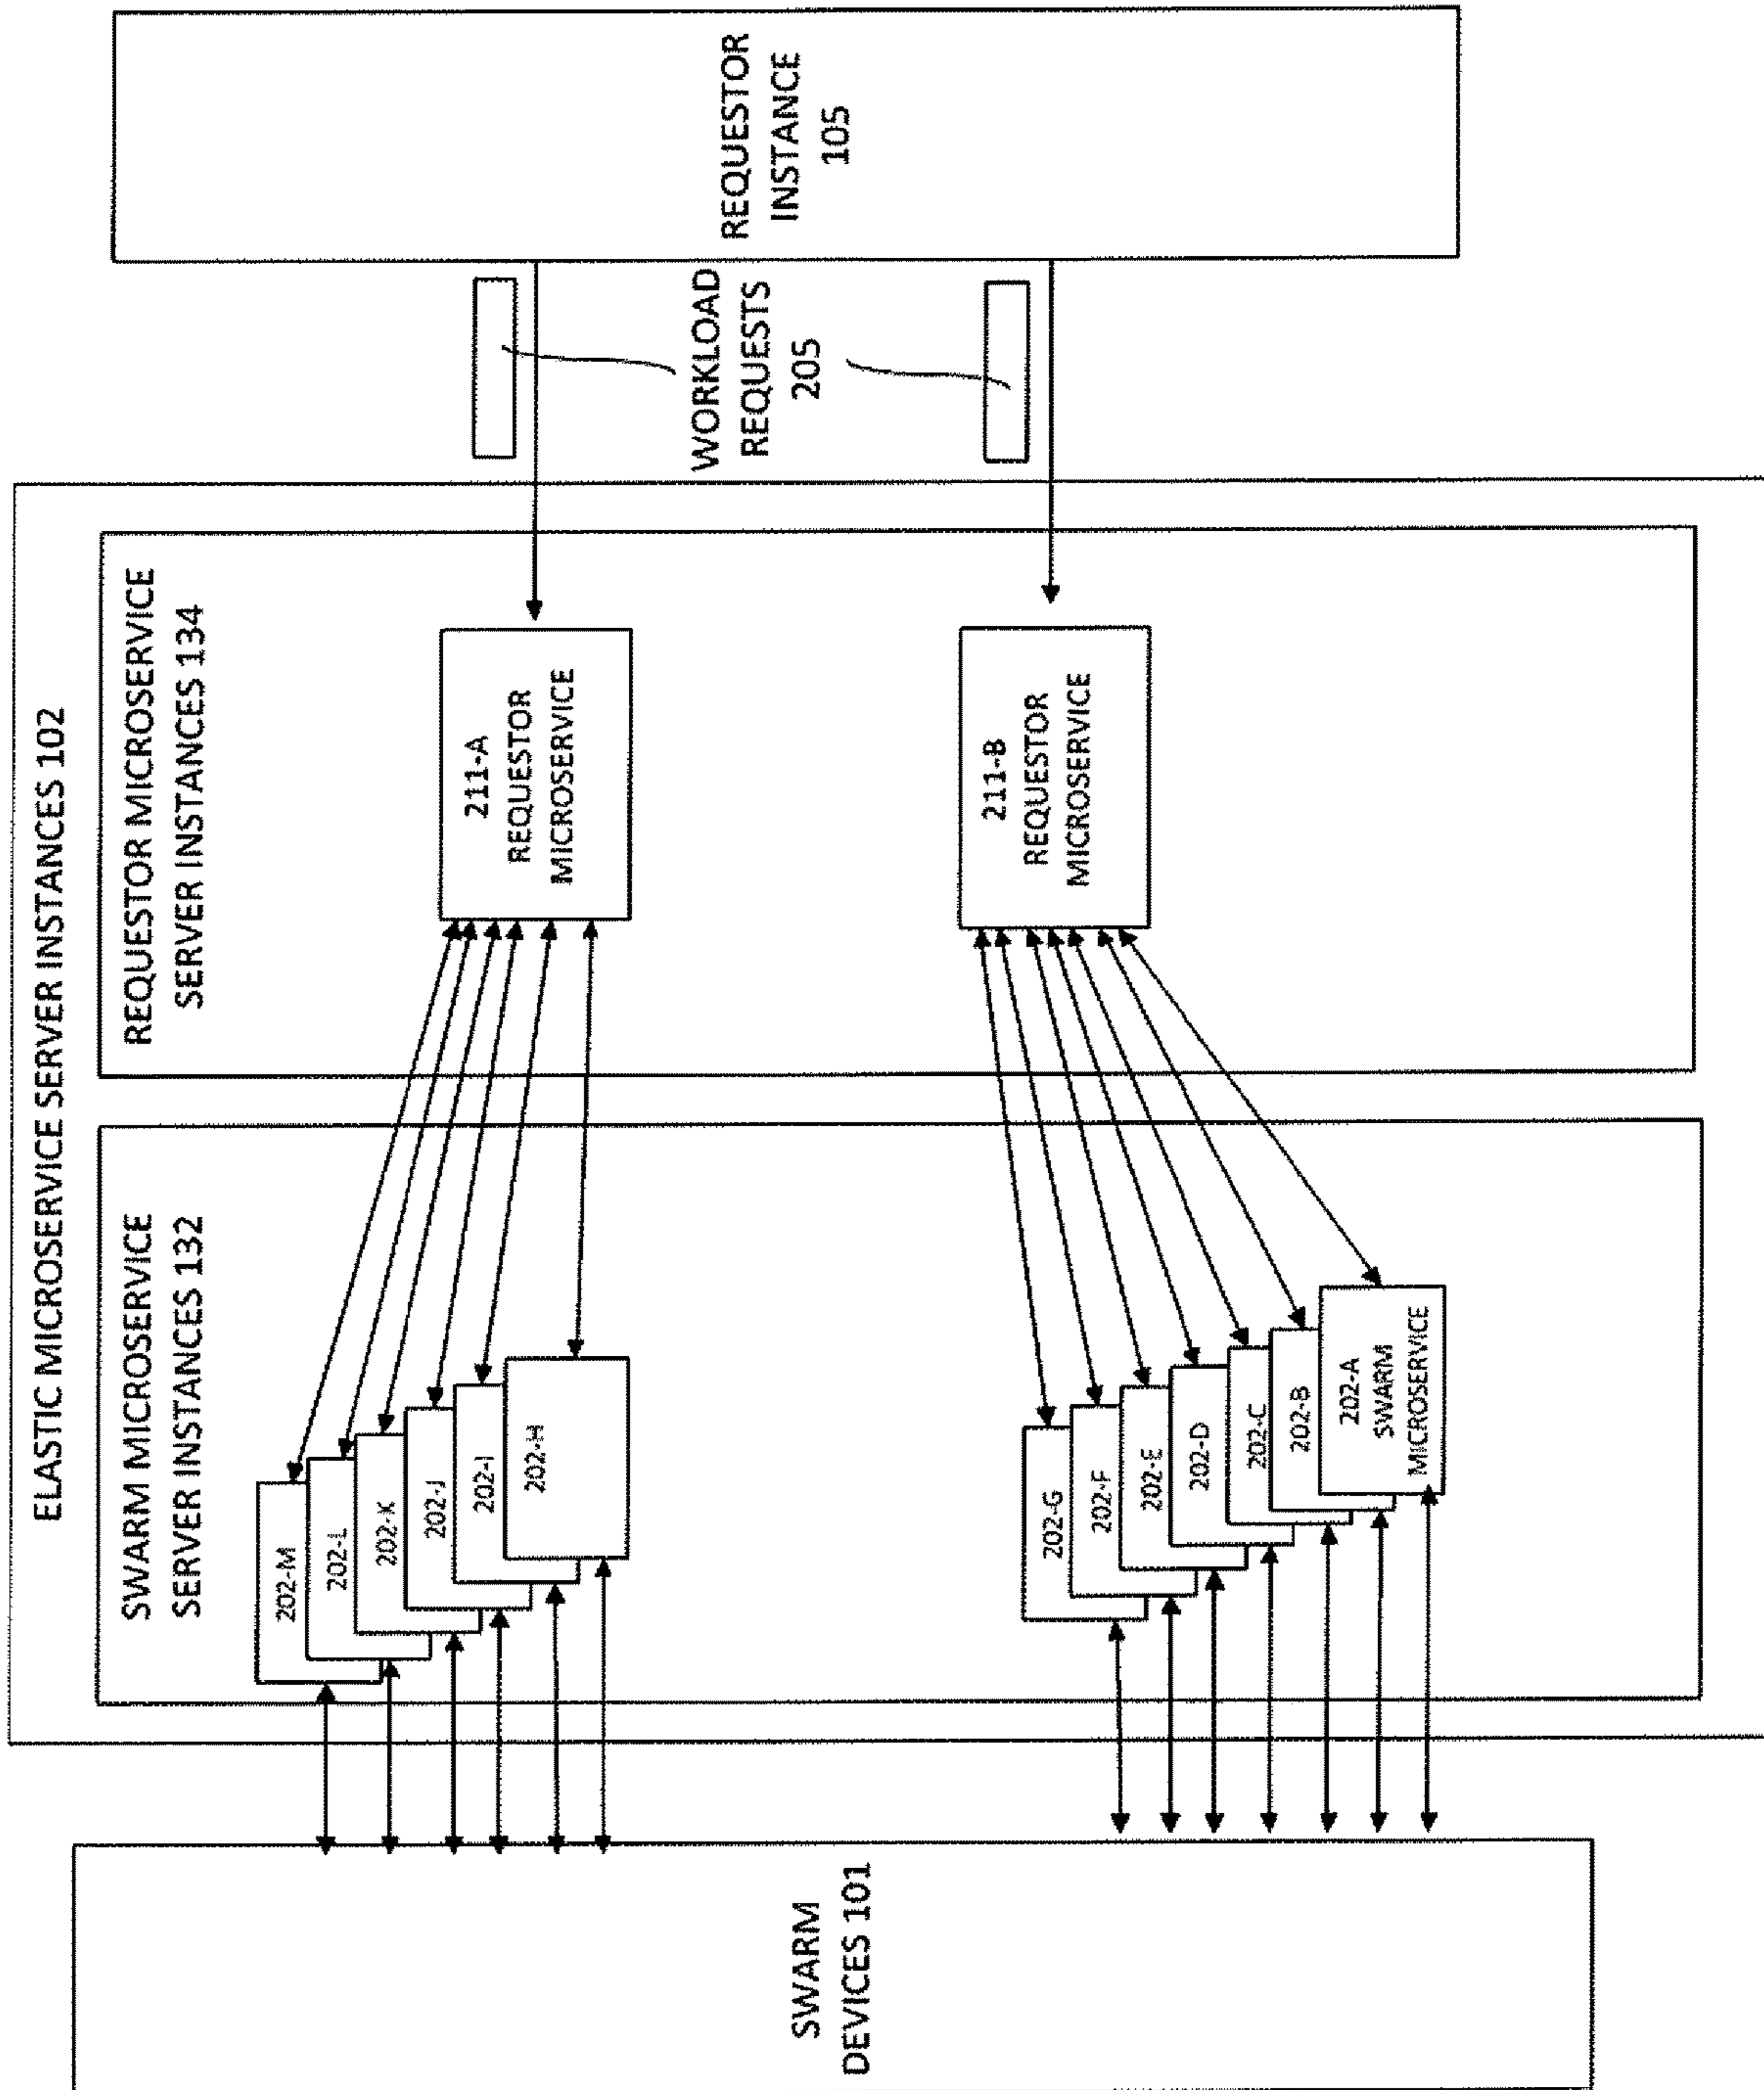 ELASTIC MICROSERVICE SERVER INSTANCES 102
SWARM
DEVICES 101
SWARM MICROSERVICE
SERVER INSTANCES 132
202-M
202-L
202-K
202-J
202-I
202-H
202-G
202-F
202-E
202-D
202-C
202-B
202-A
SWARM
MICROSERVICE
REQUESTOR MICROSERVICE
SERVER INSTANCES 134
211-A
REQUESTOR
MICROSERVICE
211-B
REQUESTOR
MICROSERVICE
WORKLOAD
REQUESTS
205
REQUESTOR
INSTANCE
105